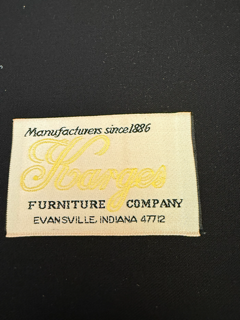 Manufacturers since 1886
Karges
FURNITURE COMPANY
EVANSVILLE, INDIANA 47712